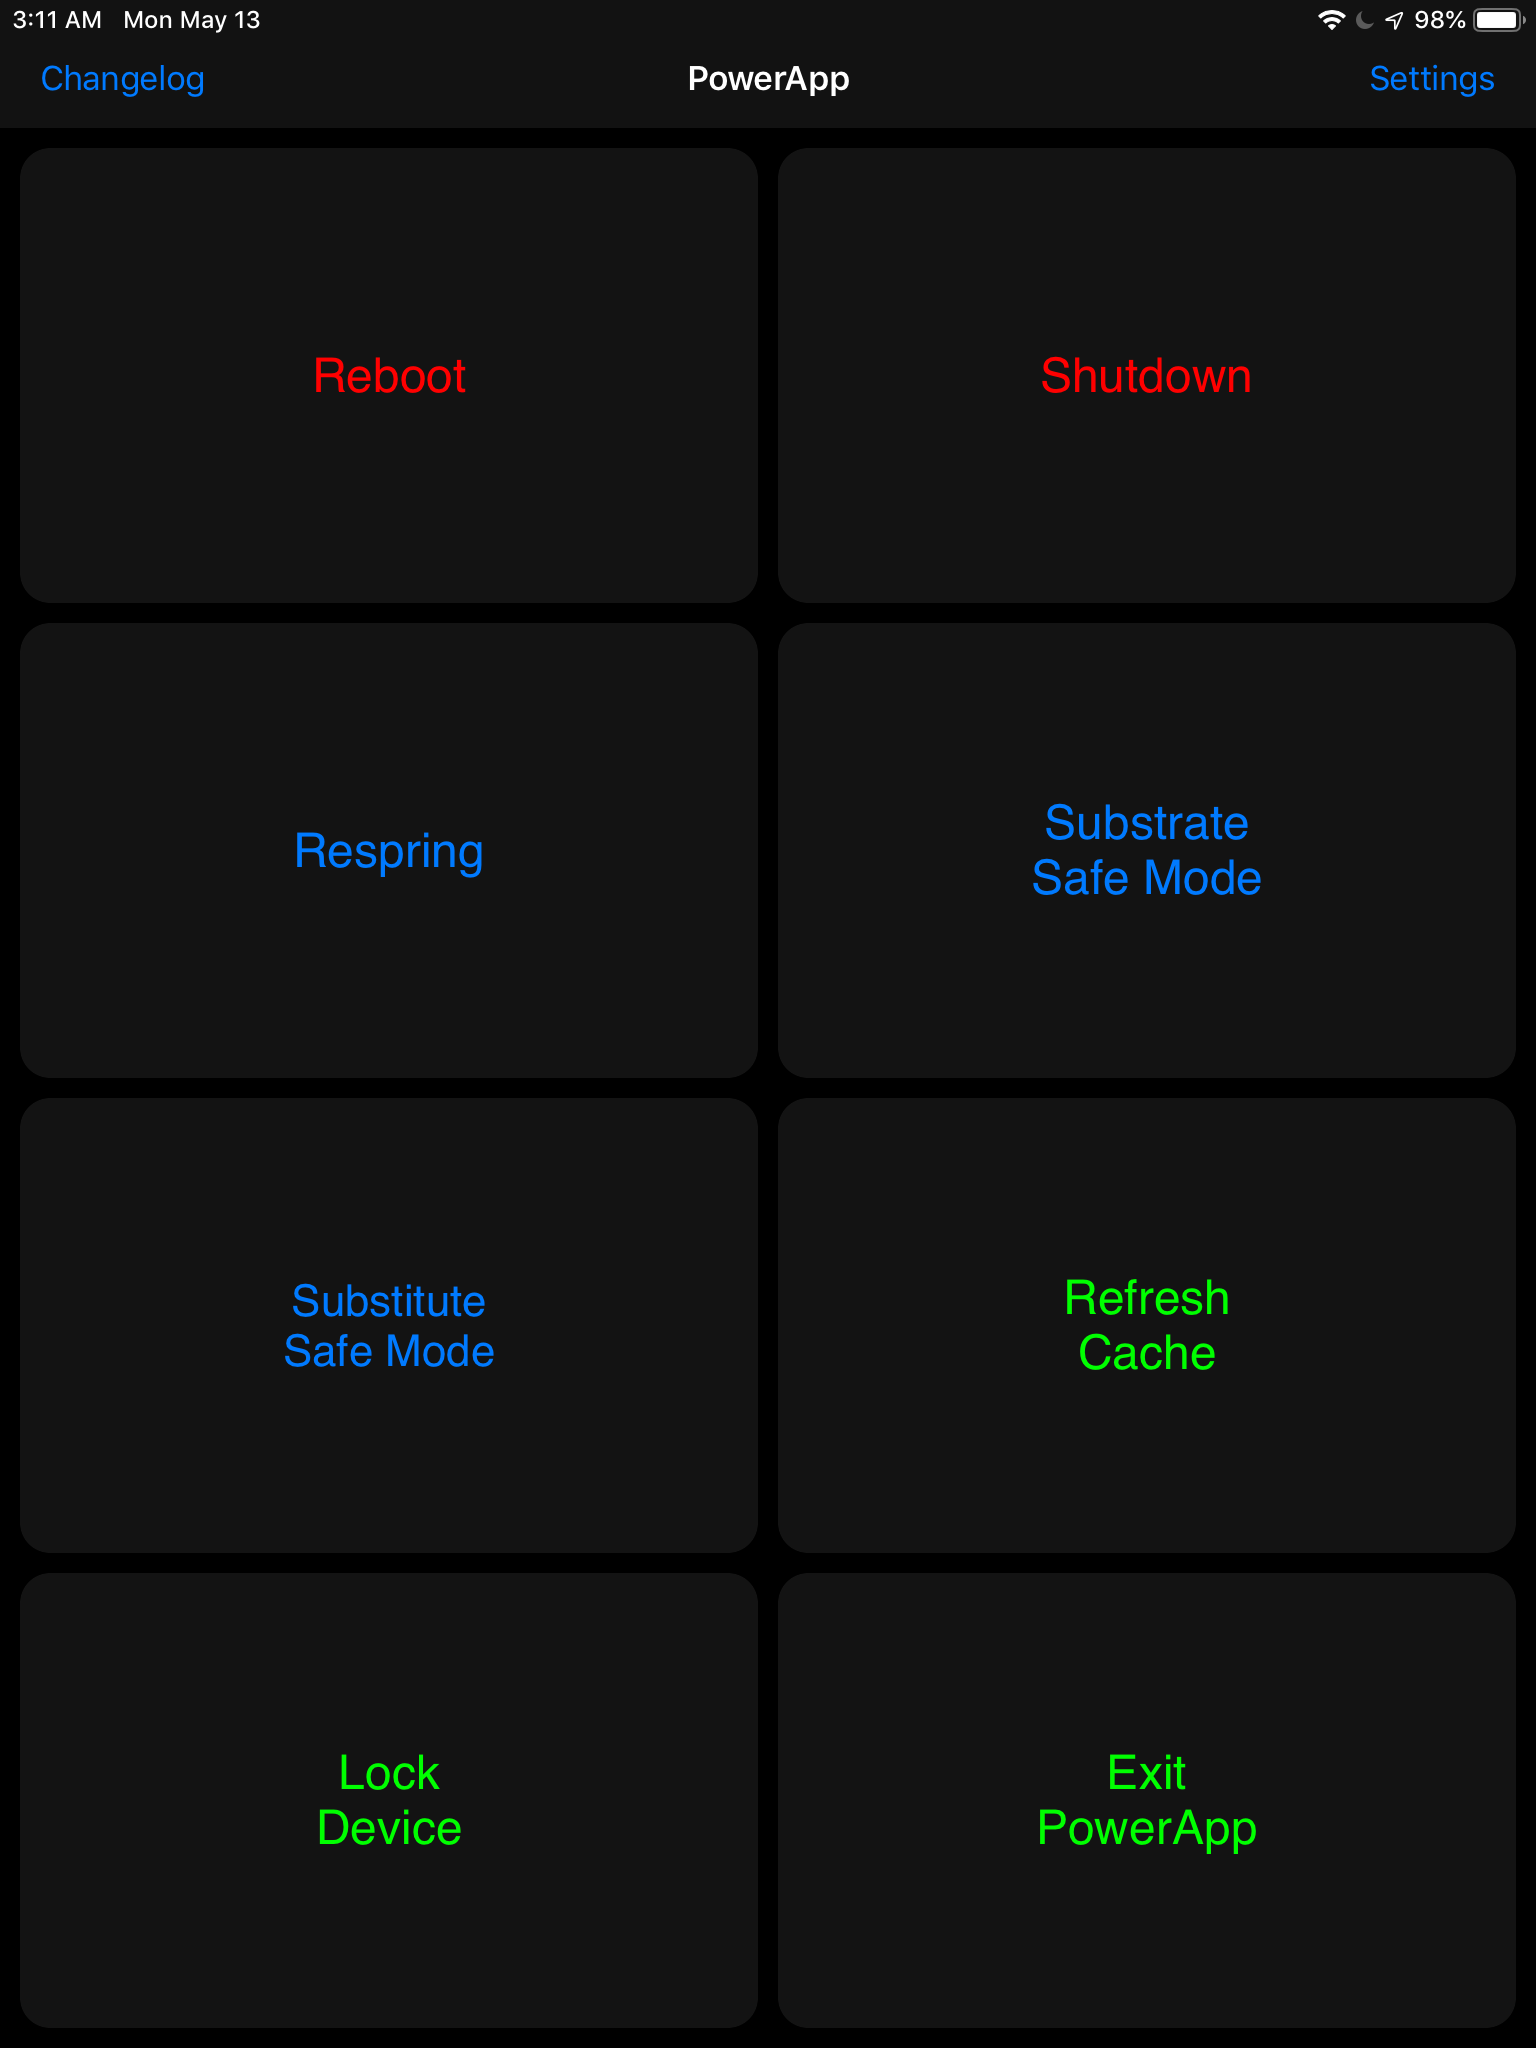 3:11 AM Mon May 13 98%
Changelog PowerApp Settings
Reboot
Shutdown
Respring
Substrate
Safe Mode
Substitute
Safe Mode
Refresh
Cache
Lock
Device
Exit
PowerApp